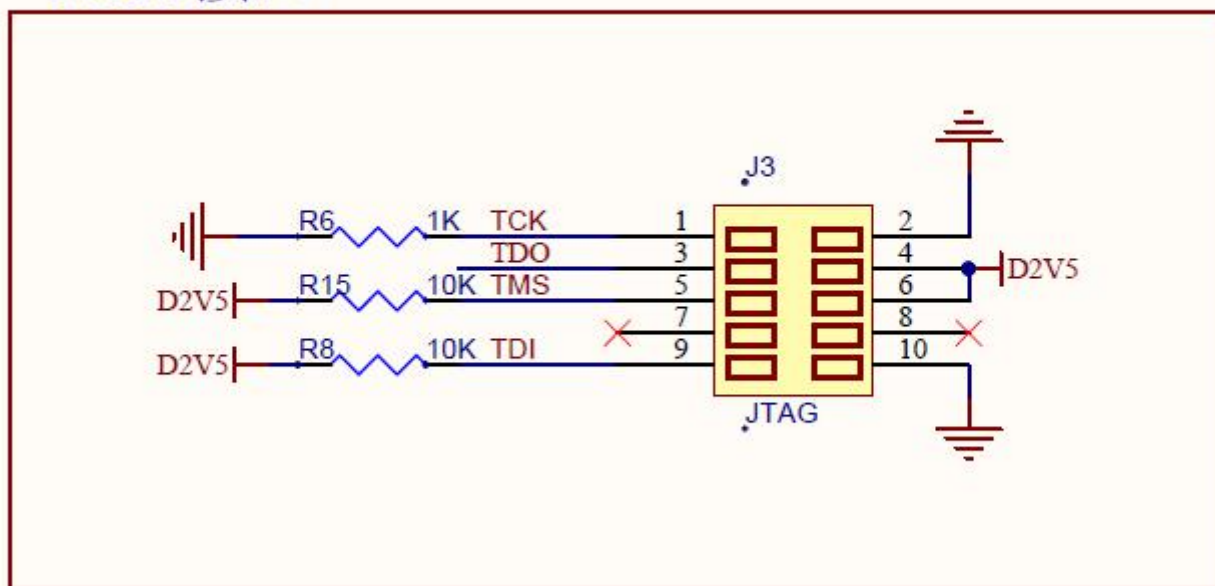 J3
R6 1K TCK 1 2
TDO 3 4 D2V5
D2V5 R15 10K TMS 5 6
7 8
D2V5 R8 10K TDI 9 10
JTAG